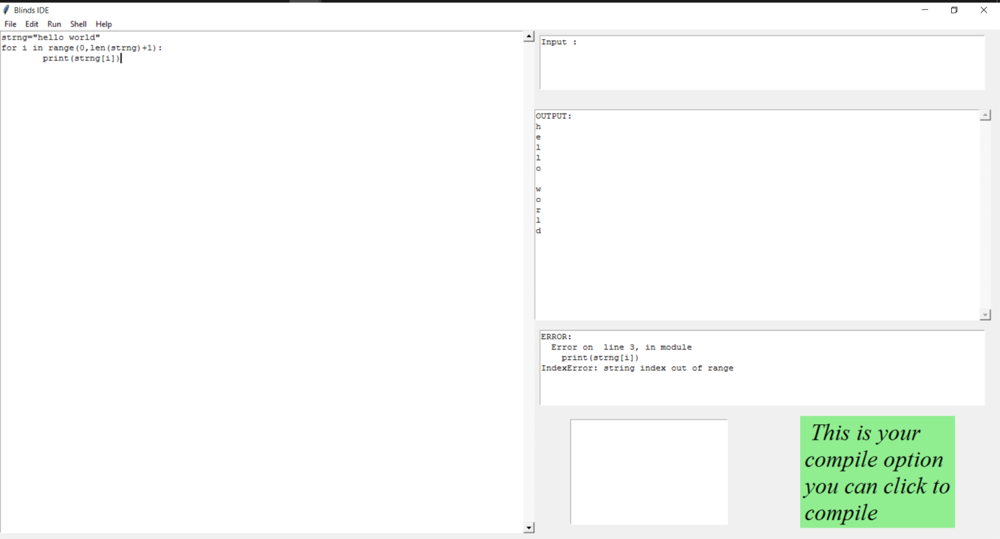 Blinds IDE
File Edit Run Shell Help
strng="hello world"
for i in range(0,len(strng)+1):
        print(strng[i])
Input :
OUTPUT:
h
e
l
l
o

w
o
r
l
d
ERROR:
  Error on  line 3, in module
    print(strng[i])
IndexError: string index out of range
This is your
compile option
you can click to
compile